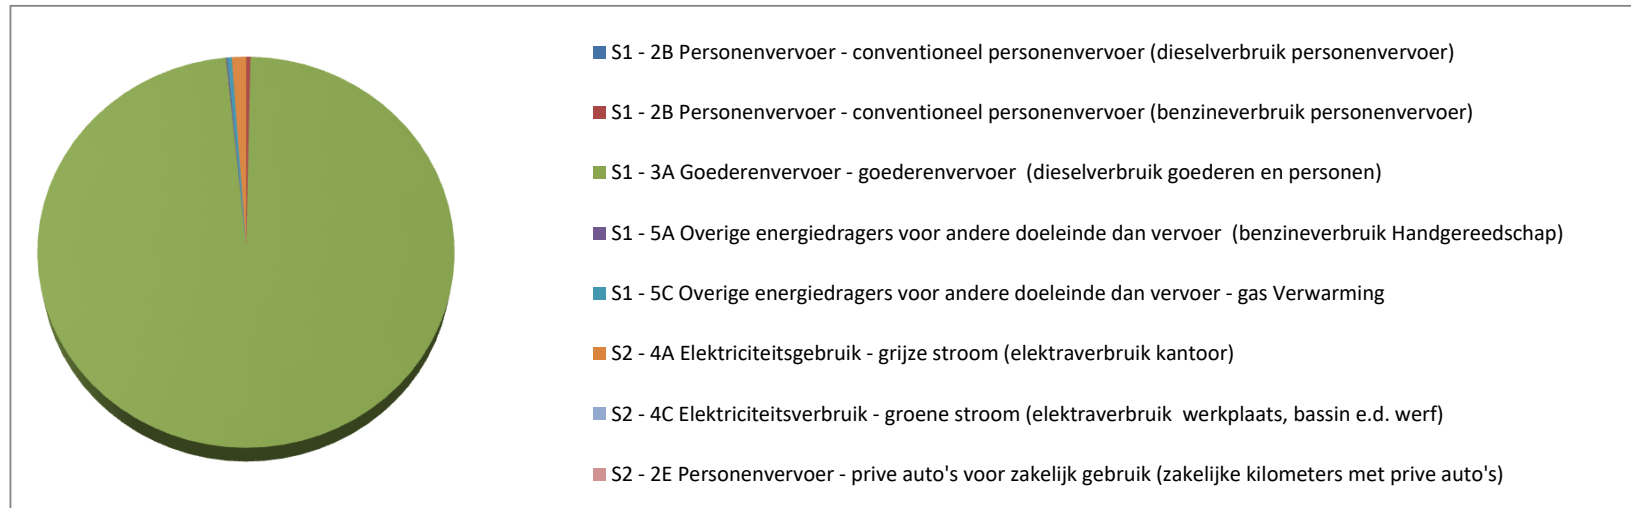 S1 - 2B Personenvervoer - conventioneel personenvervoer (dieselverbruik personenvervoer)
S1 - 2B Personenvervoer - conventioneel personenvervoer (benzineverbruik personenvervoer)
S1 - 3A Goederenvervoer - goederenvervoer  (dieselverbruik goederen en personen)
S1 - 5A Overige energiedragers voor andere doeleinde dan vervoer  (benzineverbruik Handgereedschap)
S1 - 5C Overige energiedragers voor andere doeleinde dan vervoer - gas Verwarming
S2 - 4A Elektriciteitsgebruik - grijze stroom (elektraverbruik kantoor)
S2 - 4C Elektriciteitsverbruik - groene stroom (elektraverbruik  werkplaats, bassin e.d. werf)
S2 - 2E Personenvervoer - prive auto's voor zakelijk gebruik (zakelijke kilometers met prive auto's)